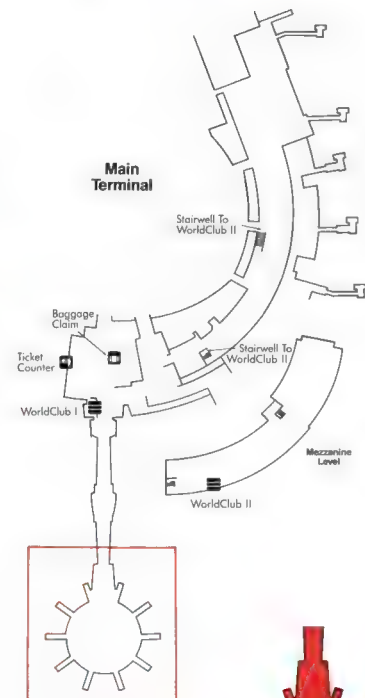 Main
Terminal
Stairwell To
WorldClub II
Baggage
Claim
Ticket
Counter
Stairwell To
WorldClub II
WorldClub I
Mezzanine
Level
WorldClub II